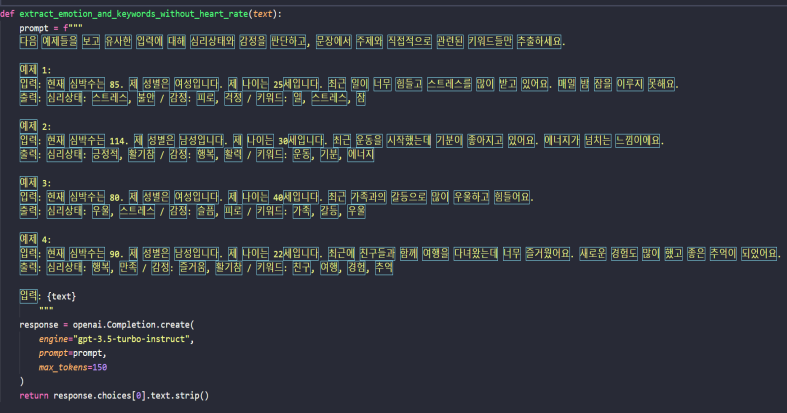 def extract_emotion_and_keywords_without_heart_rate(text):
prompt = f"""
다음 예제들을 보고 유사한 입력에 대해 심리상태와 감정을 판단하고, 문장에서 주제와 직접적으로 관련된 키워드들만 추출하세요.
예제 1:
입력: 현재 심박수는 85. 제 성별은 여성입니다. 제 나이는 25세입니다. 최근 일이 너무 힘들고 스트레스를 많이 받고 있어요. 매일 밤 잠을 이루지 못해요.
출력: 심리상태: 스트레스, 불안 / 감정: 피로, 걱정 / 키워드: 일, 스트레스, 잠
예제 2:
입력: 현재 심박수는 114. 제 성별은 남성입니다. 제 나이는 30세입니다. 최근 운동을 시작했는데 기분이 좋아지고 있어요. 에너지가 넘치는 느낌이에요.
출력: 심리상태: 긍정적, 활기참 / 감정: 행복, 활력 / 키워드: 운동, 기분, 에너지
예제 3:
입력: 현재 심박수는 80. 제 성별은 여성입니다. 제 나이는 40세입니다. 최근 가족과의 갈등으로 많이 우울하고 힘들어요.
출력: 심리상태: 우울, 스트레스 / 감정: 슬픔, 피로 / 키워드: 가족, 갈등, 우울
예제 4:
입력: 현재 심박수는 90. 제 성별은 남성입니다. 제 나이는 22세입니다. 최근에 친구들과 함께 여행을 다녀왔는데 너무 즐거웠어요. 새로운 경험도 많이 했고 좋은 추억이 되었어요.
출력: 심리상태: 행복, 만족 / 감정: 즐거움, 활기참 / 키워드: 친구, 여행, 경험, 추억
입력: {text}
"""
response = openai.Completion.create(
engine="gpt-3.5-turbo-instruct",
prompt=prompt,
max_tokens=150
)
return response.choices[0].text.strip()